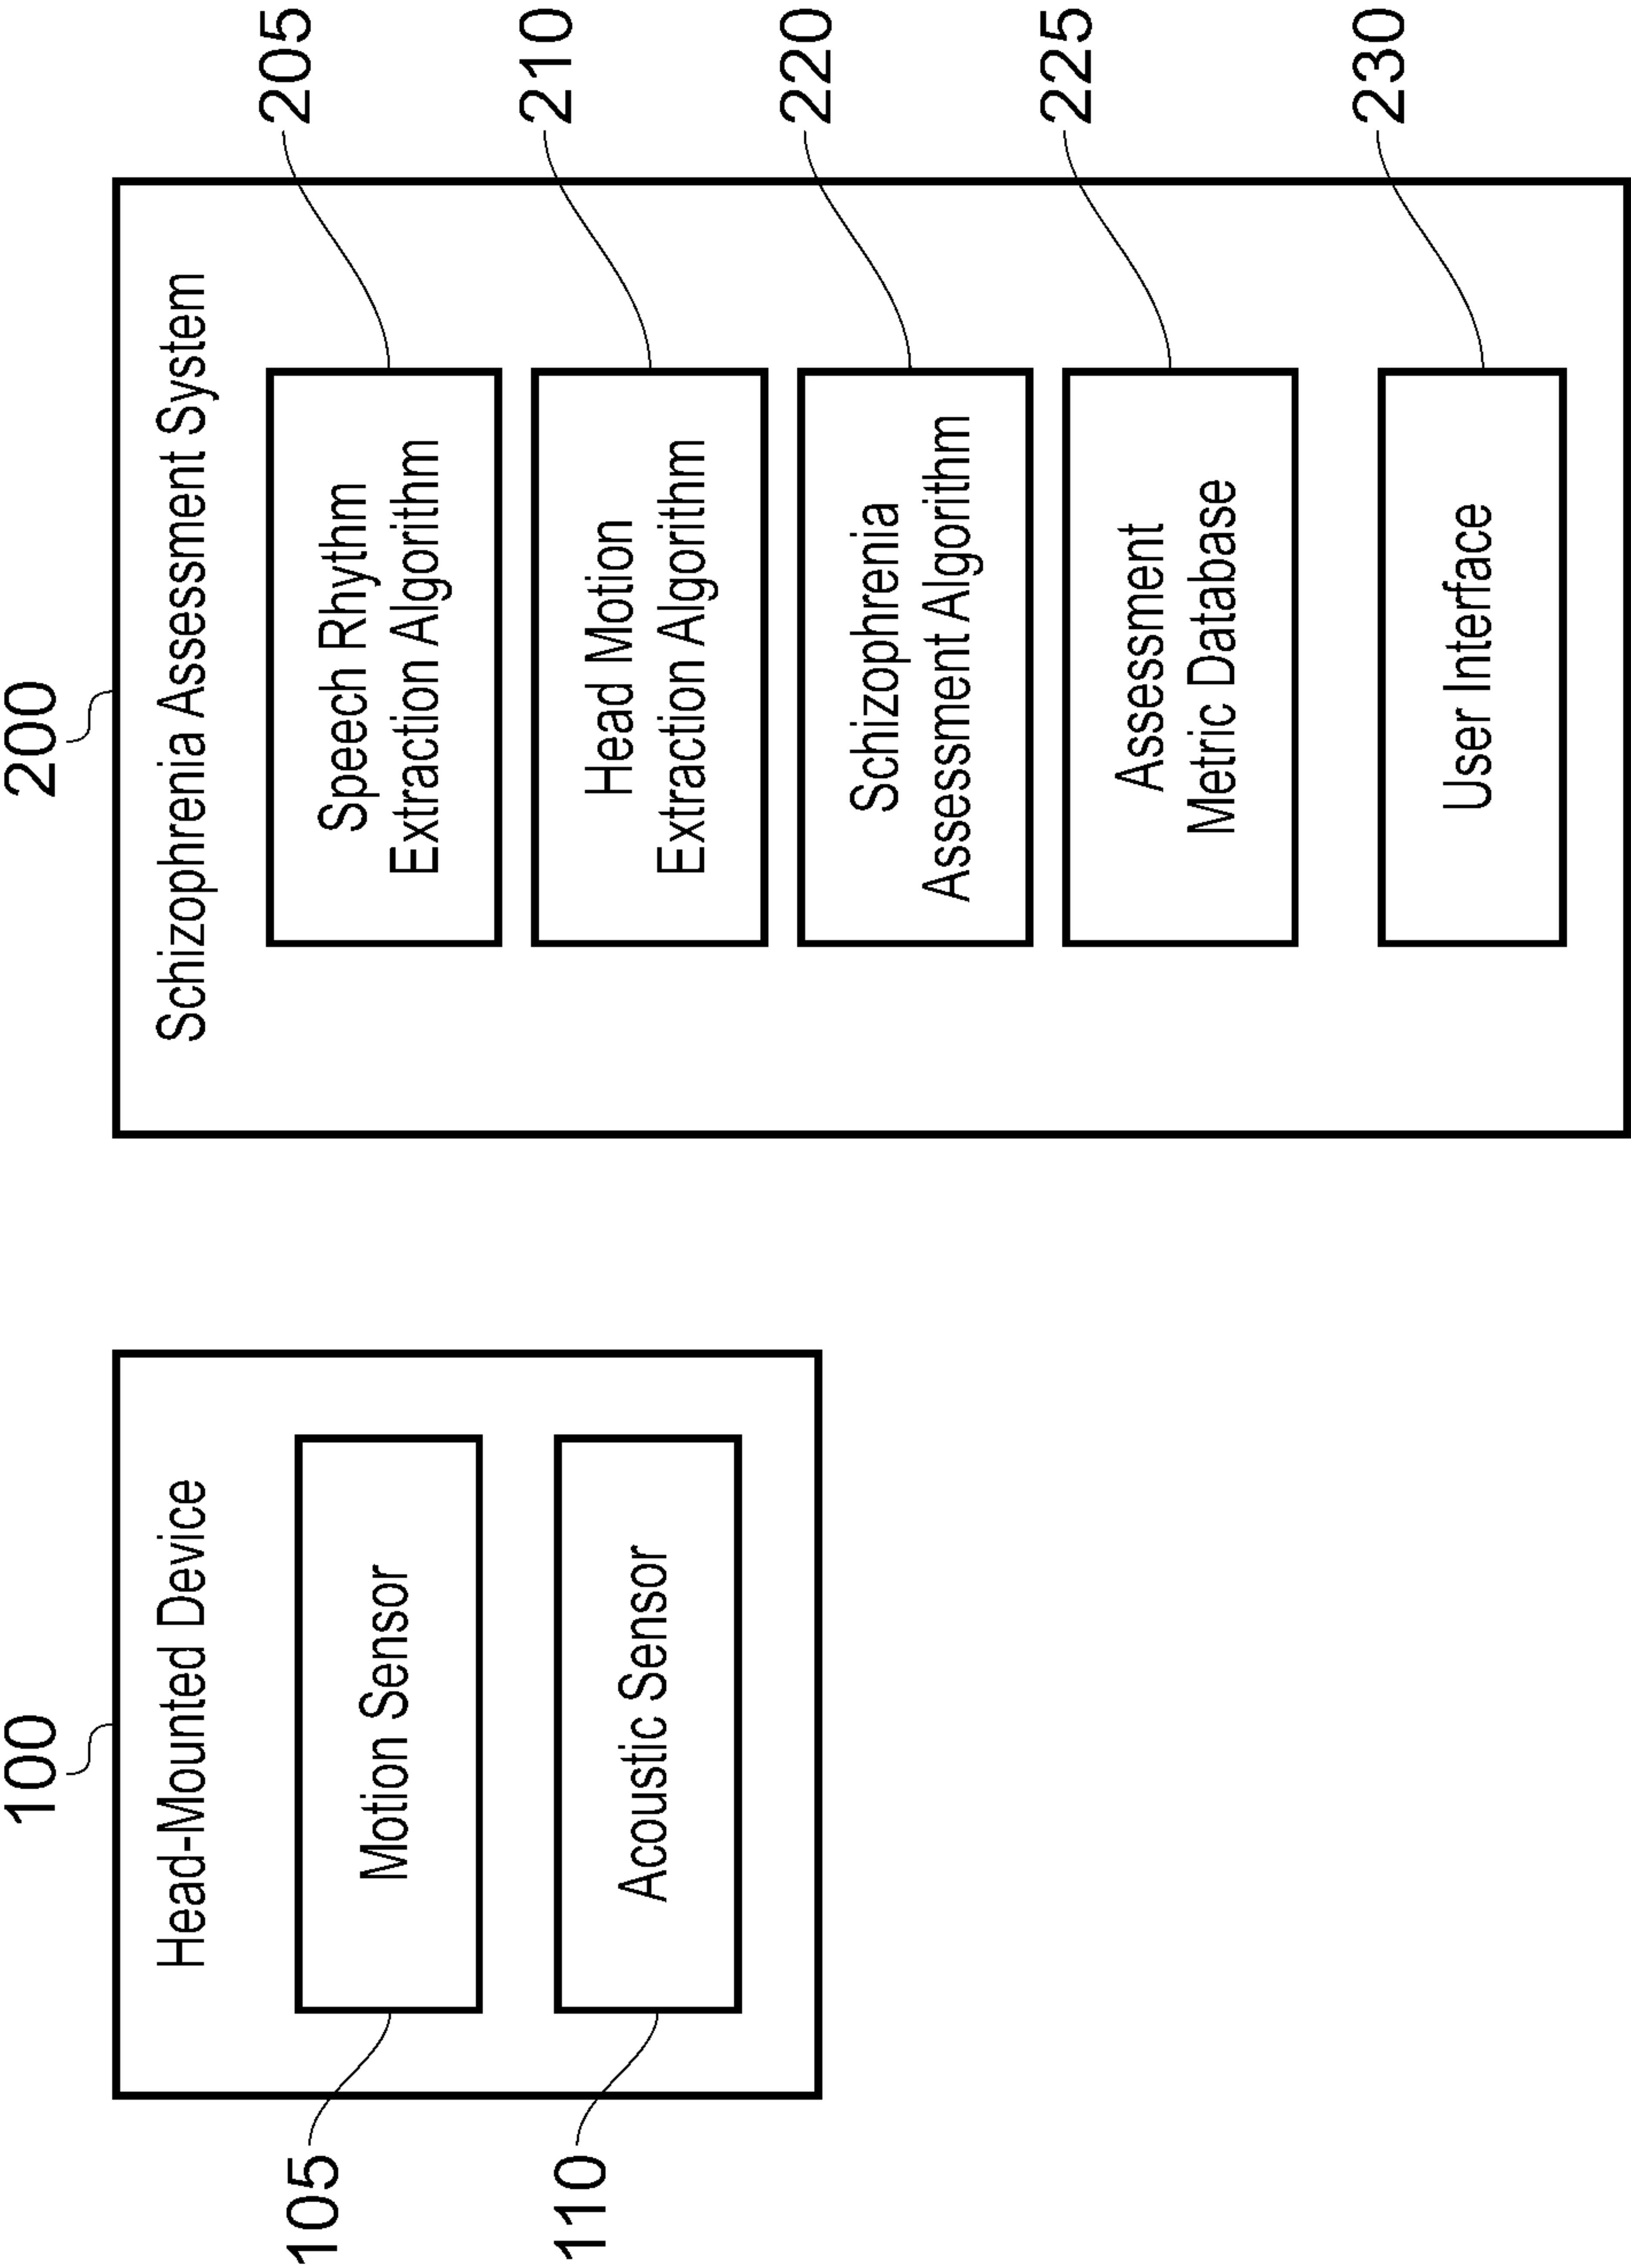 100
Head-Mounted Device
105
Motion Sensor
110
Acoustic Sensor
200
Schizophrenia Assessment System
Speech Rhythm
Extraction Algorithm
205
Head Motion
Extraction Algorithm
210
Schizophrenia
Assessment Algorithm
220
Assessment
Metric Database
225
User Interface
230